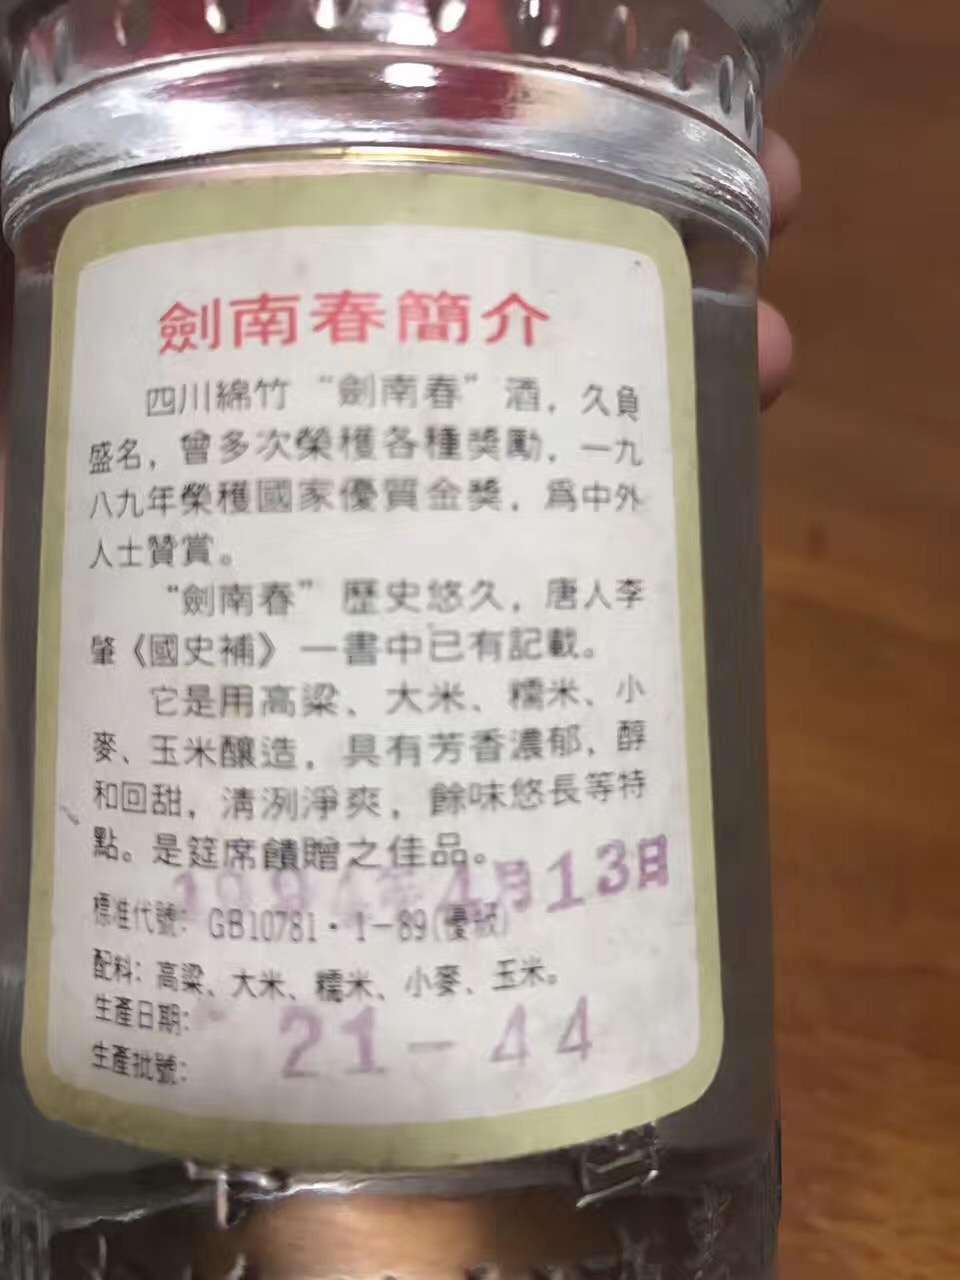 劍南春簡介
四川綿竹“劍南春”酒，久負
盛名，曾多次榮穫各種獎勵，一九
八九年榮穫國家優質金獎，爲中外
人士贊賞。
“劍南春”歷史悠久，唐人李
肇《國史補》一書中已有記載。
它是用高粱、大米、糯米、小
麥、玉米釀造，具有芳香濃郁、醇
和回甜，清洌淨爽，餘味悠長等特
點。是筵席饋贈之佳品。
1994年4月13日
標准代號：GB10781·1-89(優級)
配料：高粱、大米、糯米、小麥、玉米。
生產日期：
21-44
生產批號：